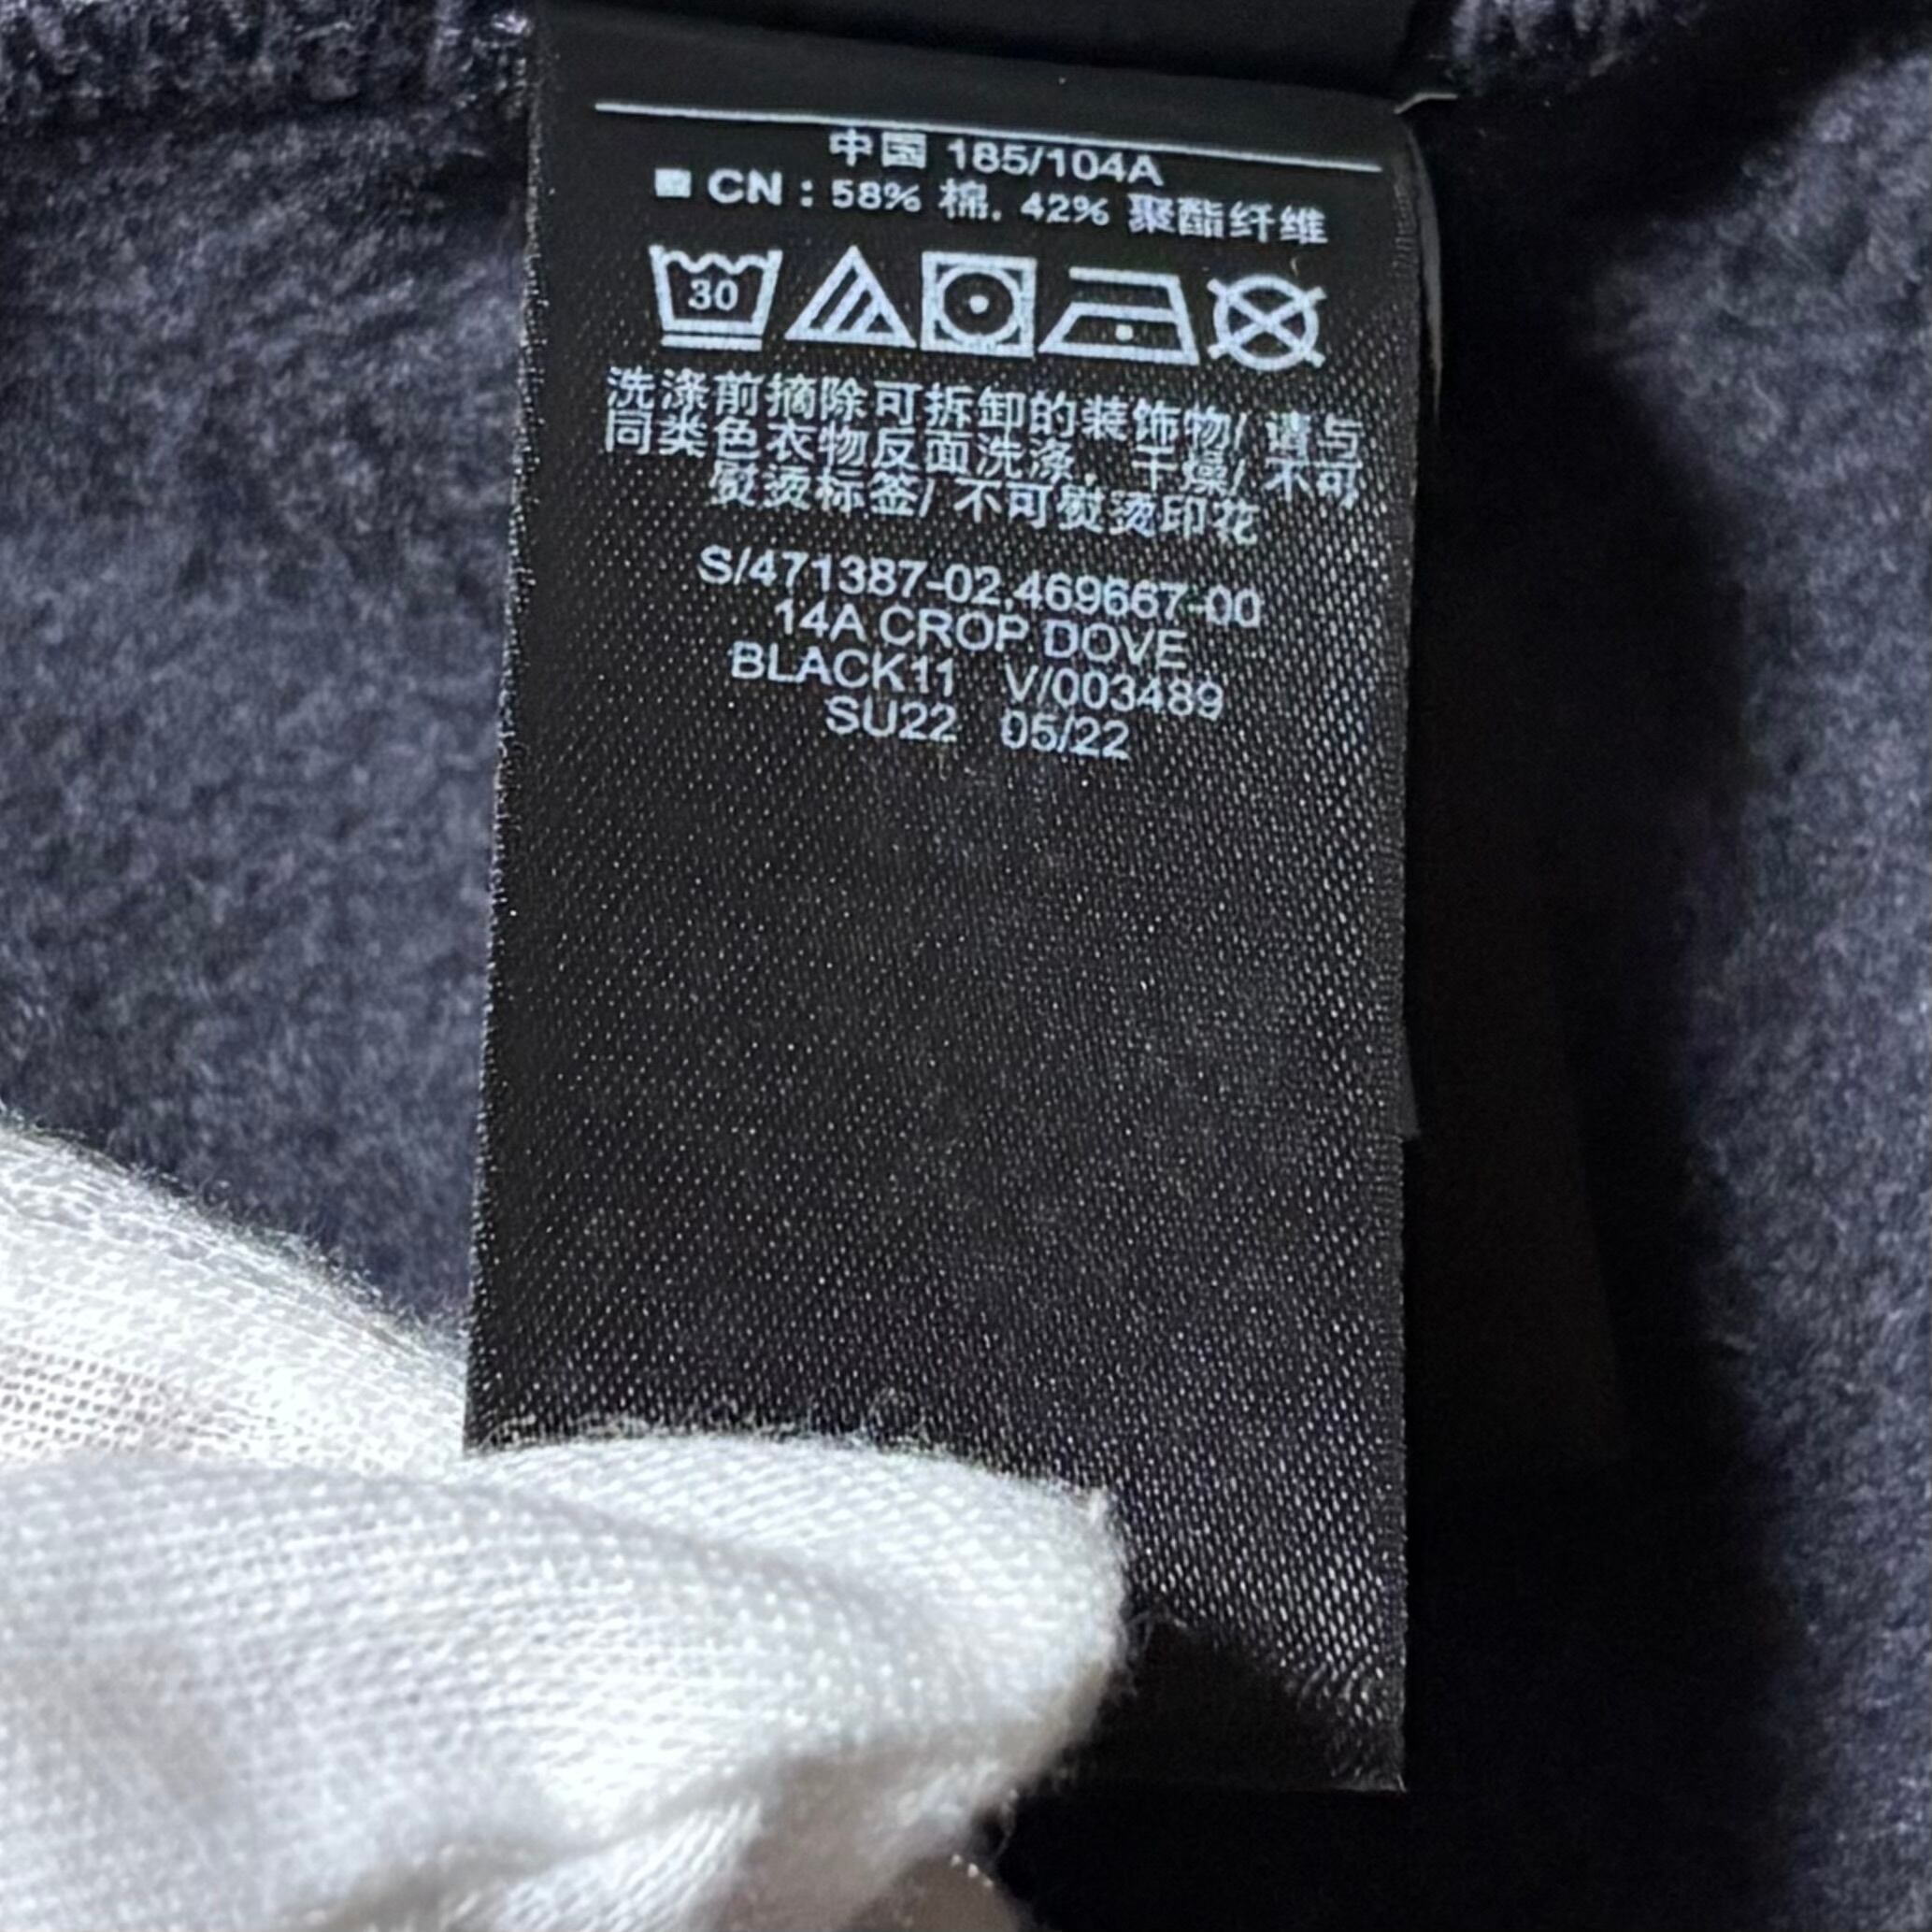 中国 185/104A
CN : 58% 棉, 42% 聚酯纤维
30
洗涤前摘除可拆卸的装饰物/ 请与
同类色衣物反面洗涤, 干燥/ 不可
熨烫标签/ 不可熨烫印花
S/471387-02,469667-00
14A CROP DOVE
BLACK11 V/003489
SU22 05/22